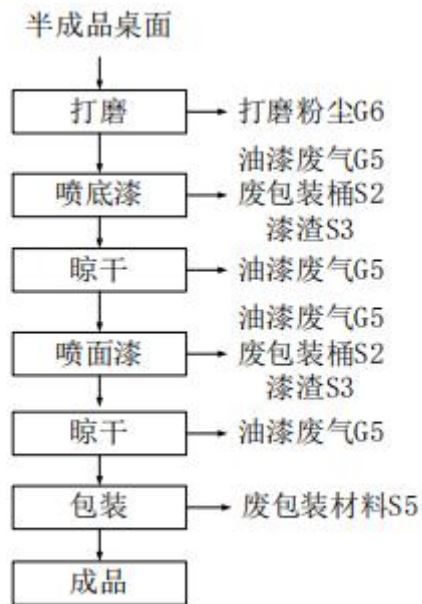 半成品桌面
打磨
打磨粉尘G6
油漆废气G5
喷底漆
废包装桶S2
漆渣S3
晾干
油漆废气G5
油漆废气G5
喷面漆
废包装桶S2
漆渣S3
晾干
油漆废气G5
包装
废包装材料S5
成品